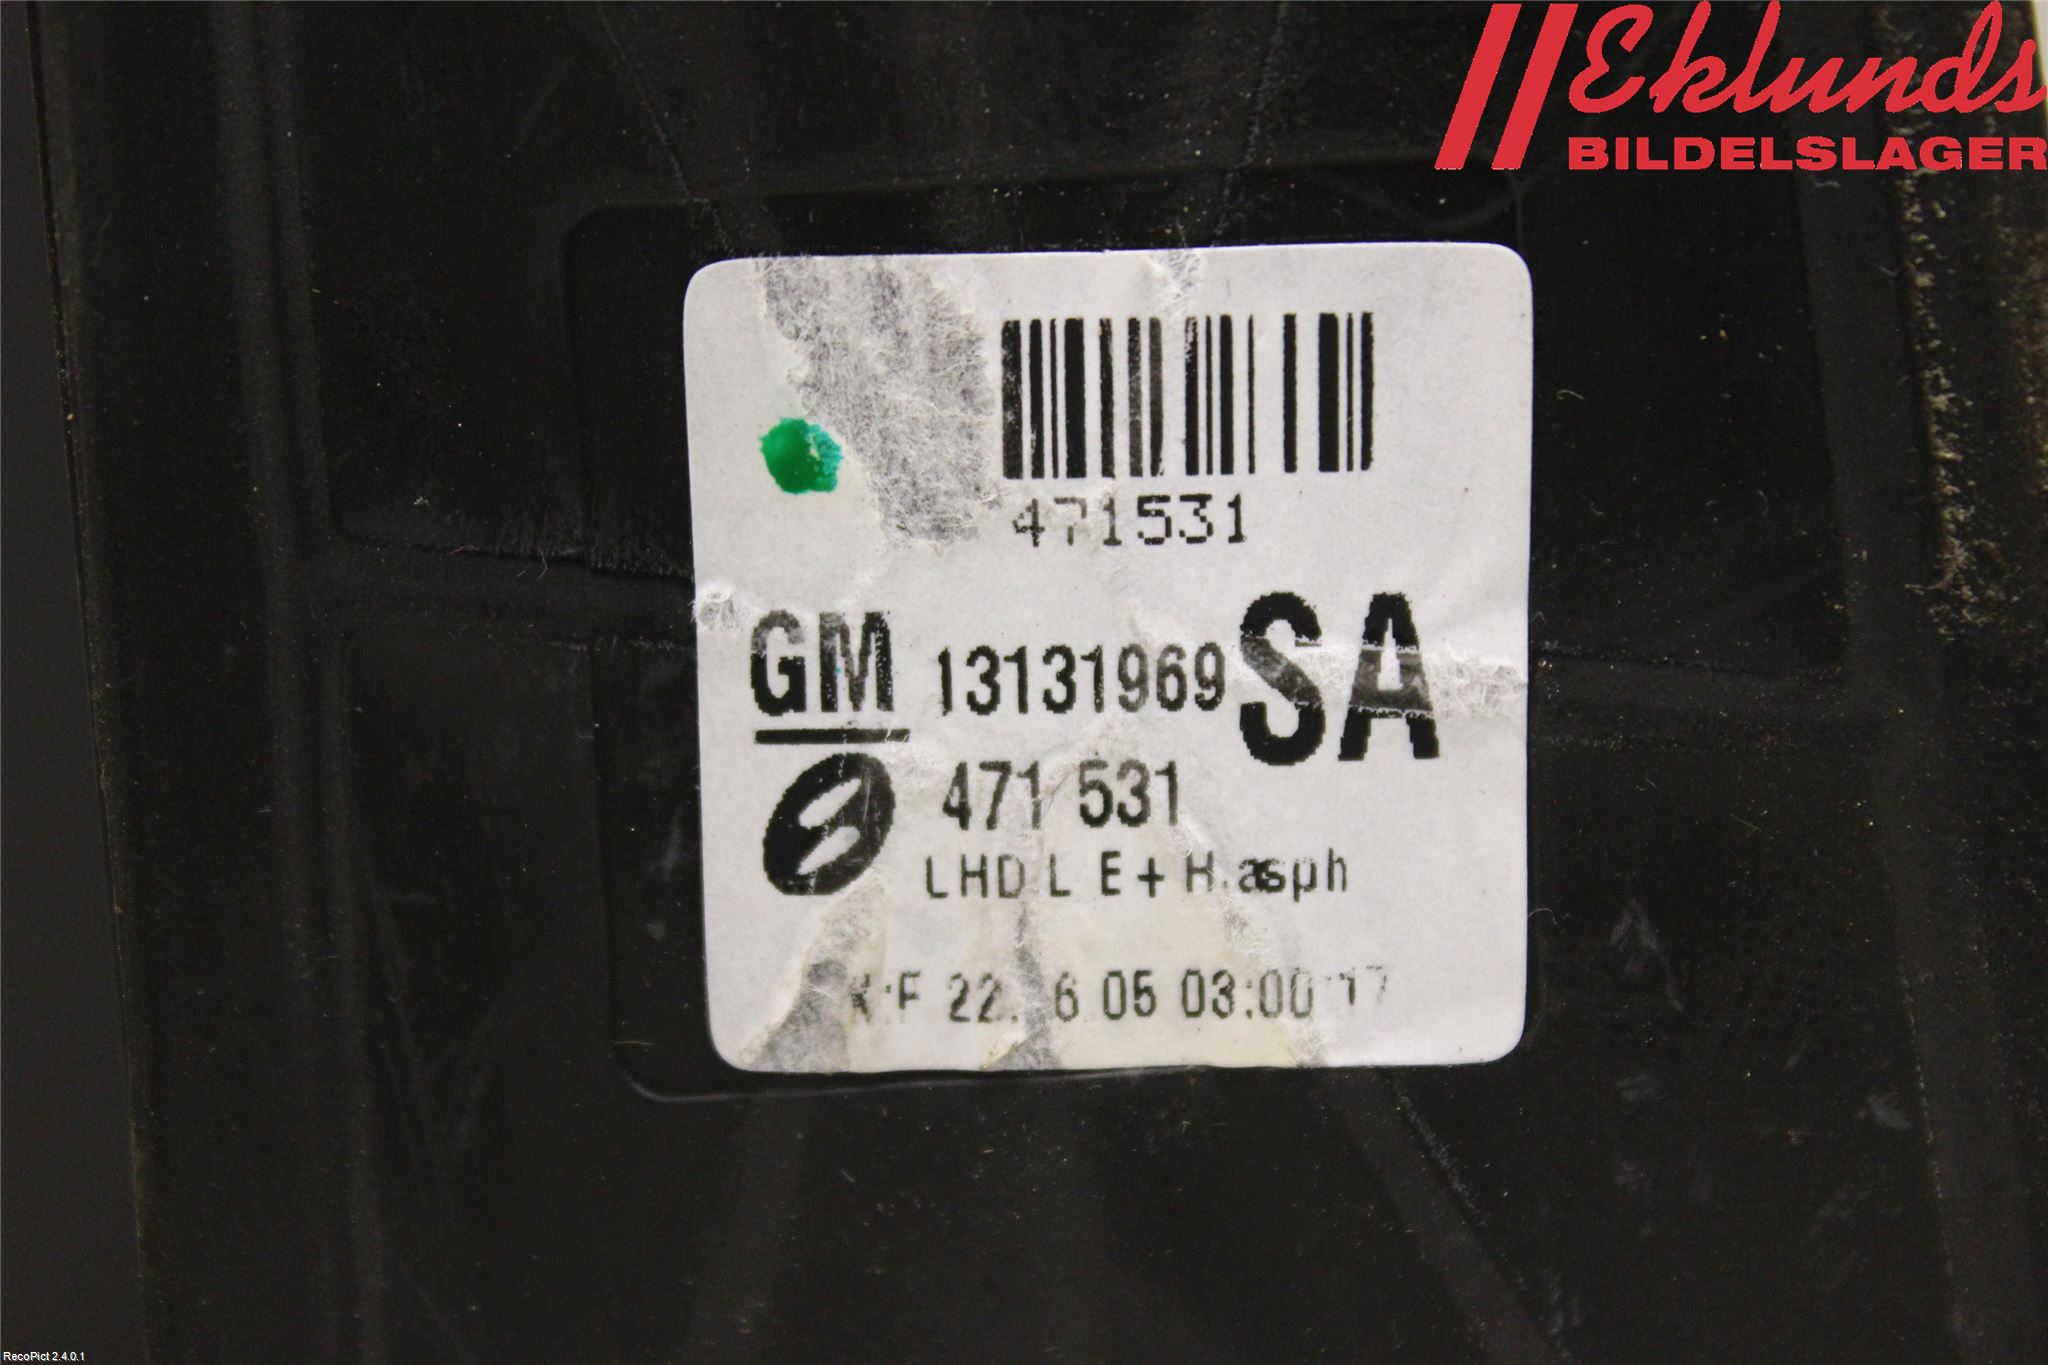 Eklunds
BILDELSLAGER
471531
GM 13131969 SA
471 531
LHD L E+H.asph
:F 22. 6 05 03:00:17
RecoPict 2.4.0.1